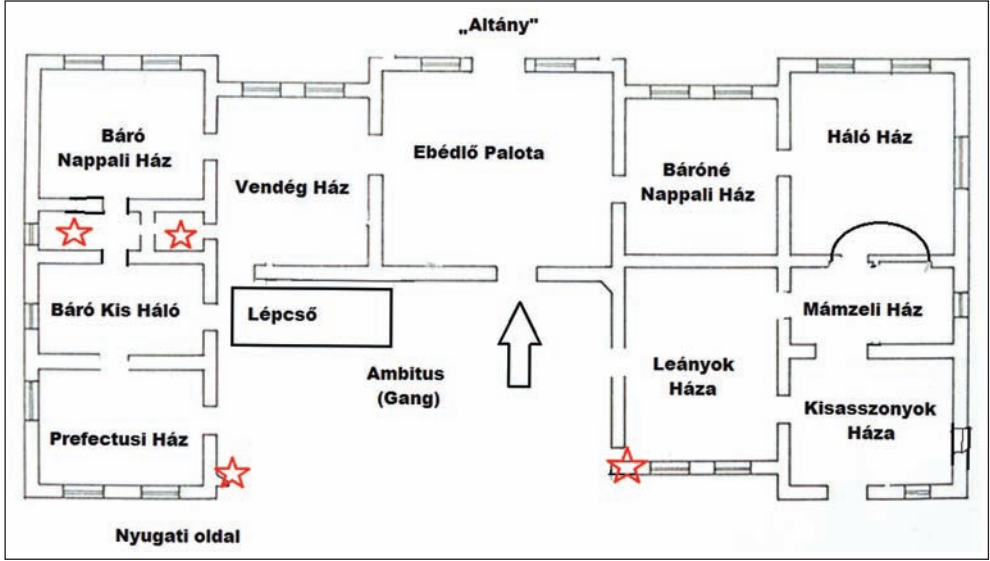 „Altány"
Báró
Nappali Ház
Vendég Ház
Ebédlő Palota
Báróné
Nappali Ház
Háló Ház
Báró Kis Háló
Lépcső
Ambitus
(Gang)
Leányok
Háza
Mámzeli Ház
Kisasszonyok
Háza
Prefectusi Ház
Nyugati oldal